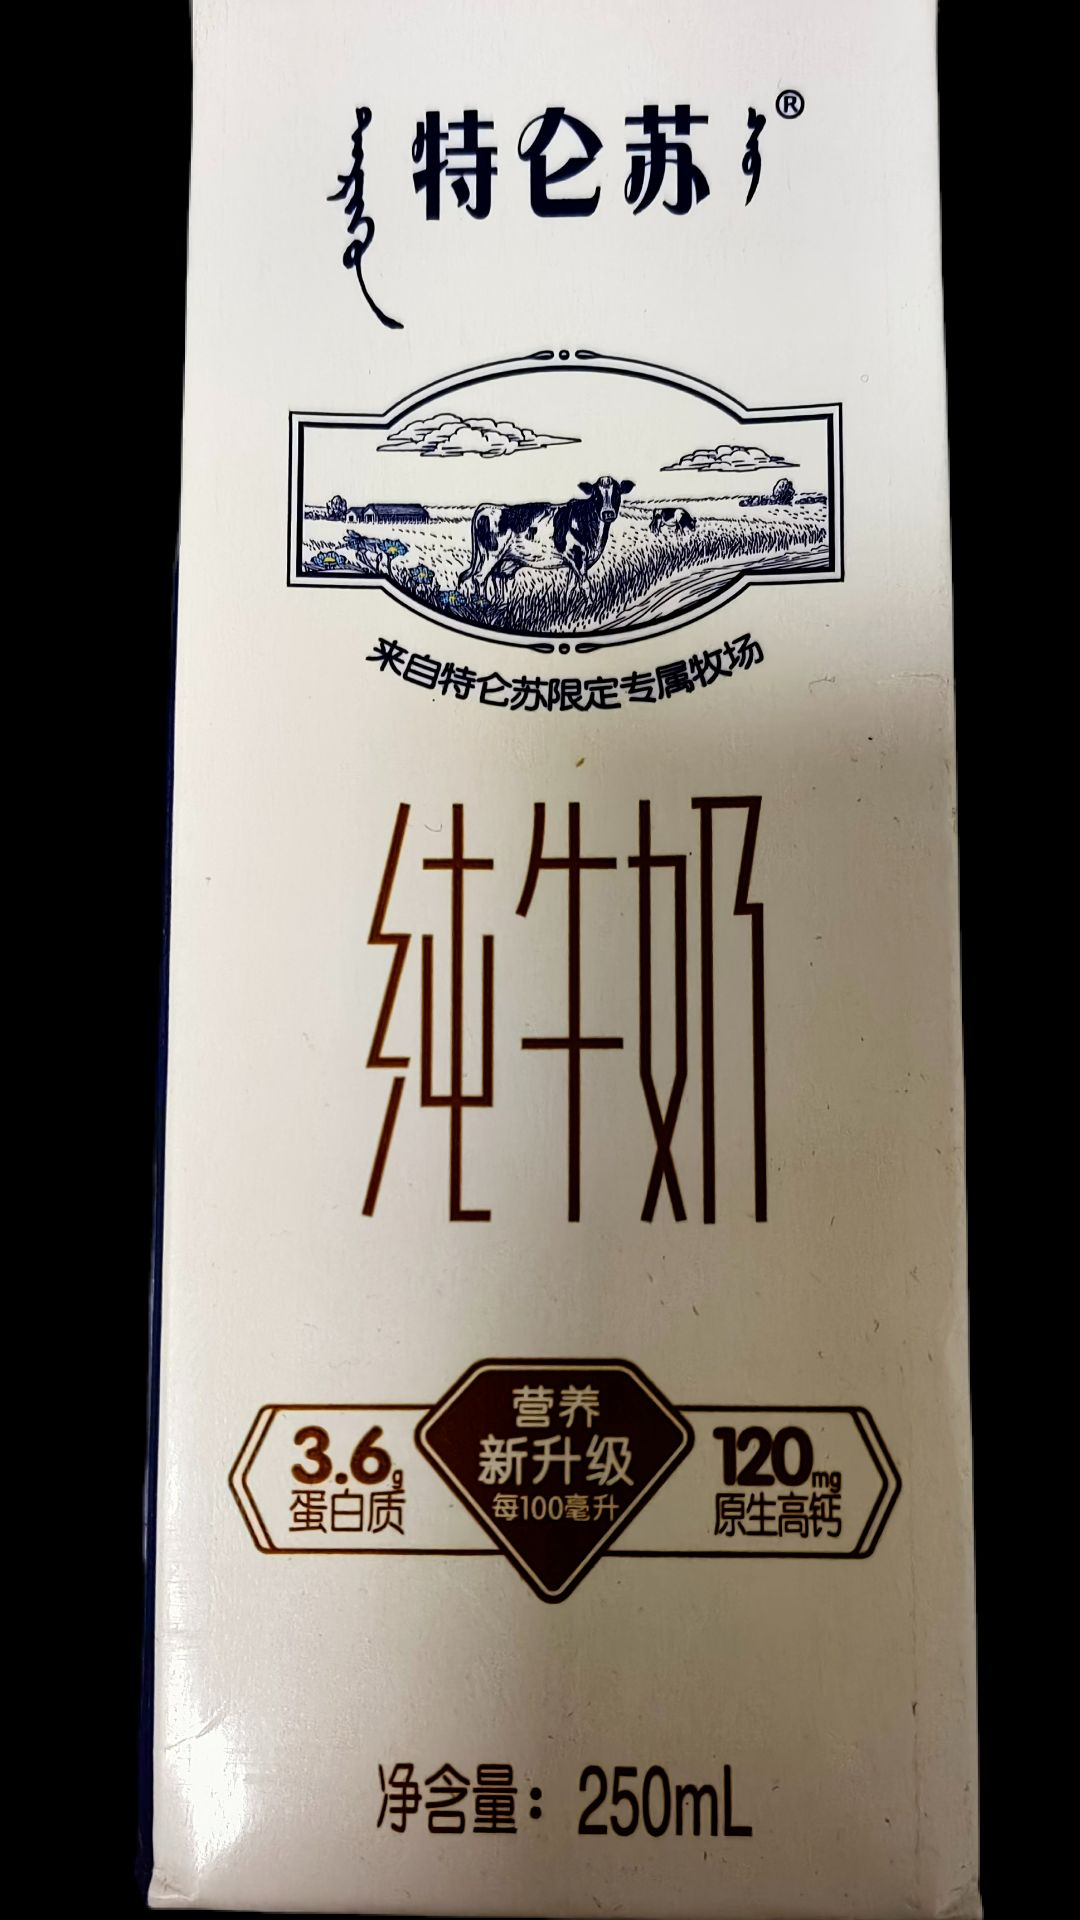 特仑苏®
来自特仑苏限定专属牧场
纯牛奶
营养
新升级
每100毫升
3.6g
蛋白质
120mg
原生高钙
净含量：250mL